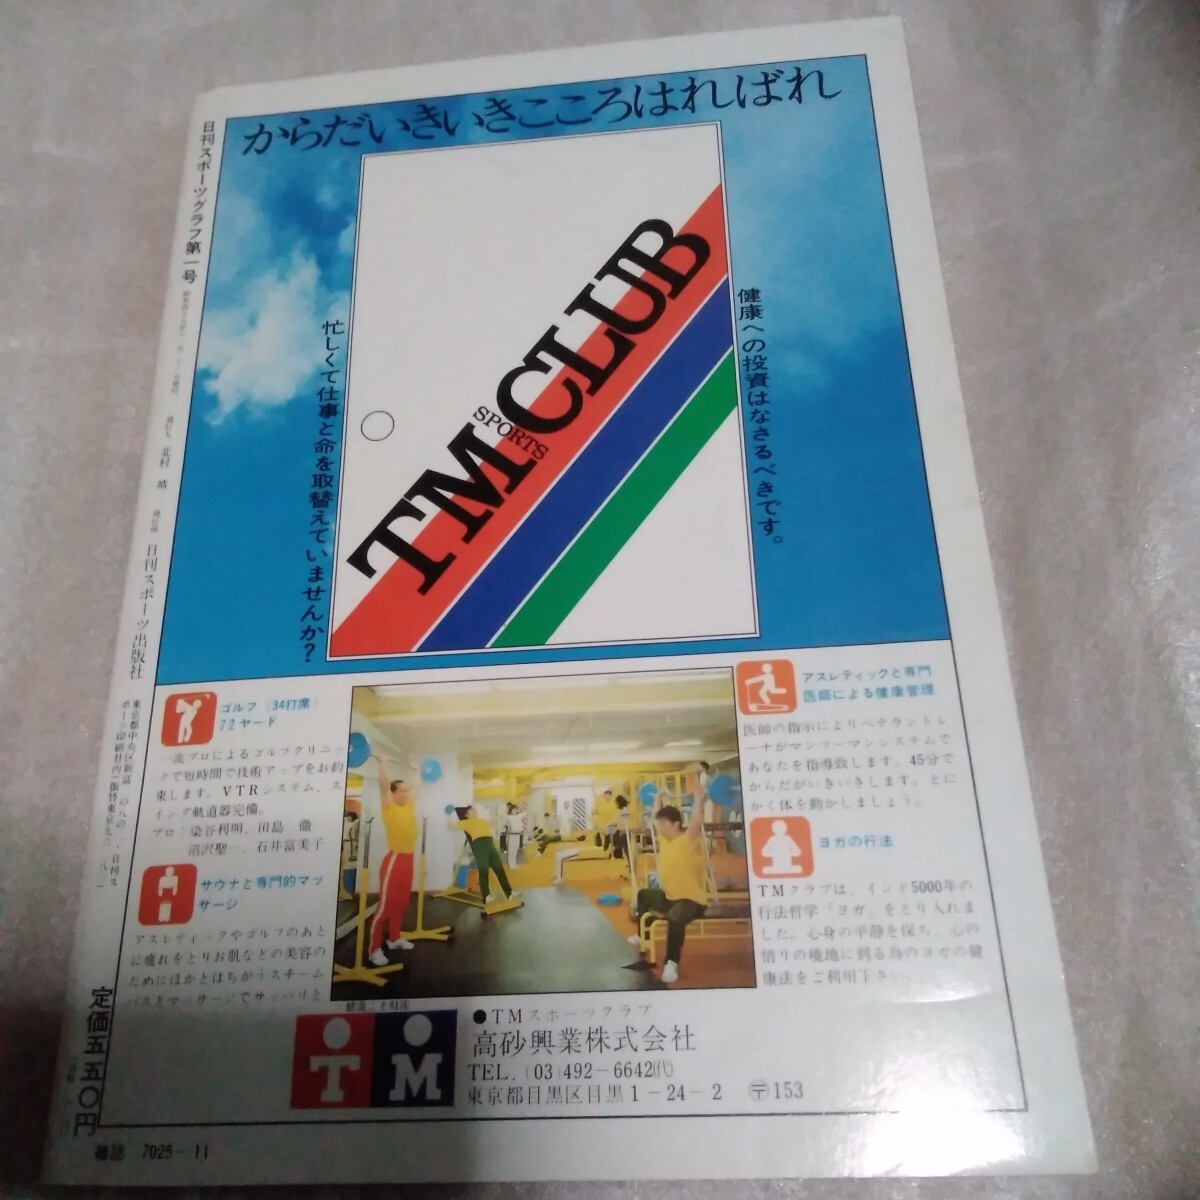 からだいきいきこころはればれ
健康への投資はなさるべきです。
TM CLUB
SPORTS
忙しくて仕事と命を取替えていませんか?
ゴルフ(34打席)
72ヤード
一流プロによるゴルフクリニッ
クで短時間で技術アップをお約
束します。VTRシステム、ス
イング軌道器完備。
プロ:染谷利明、田島 徹
沼沢聖一、石井富美子
サウナと専門的マッ
サージ
アスレティックやゴルフのあと
に疲れをとりお肌などの美容の
ためにほかとはちがうスチーム
バスとマッサージでサッパリと
アスレティックと専門
医師による健康管理
医師の指示によりベテラントレ
ーナがマンツーマンシステムで
あなたを指導致します。45分で
からだがいきいきします。とに
かく体を動かしましょう。
ヨガの行法
TMクラブは、インド5000年の
行法哲学「ヨガ」をとり入れま
した。心身の平静を保ち、心の
悟りの境地に到る為のヨガの健
康法をご利用下さい。
健康こそ財産
TM
●TMスポーツクラブ
高砂興業株式会社
TEL.(03)492-6642(代)
東京都目黒区目黒1-24-2 〒153
日刊スポーツグラフ第一号
発行人 北村
日刊スポーツ出版社
定価五五〇円
雑誌 7025-11